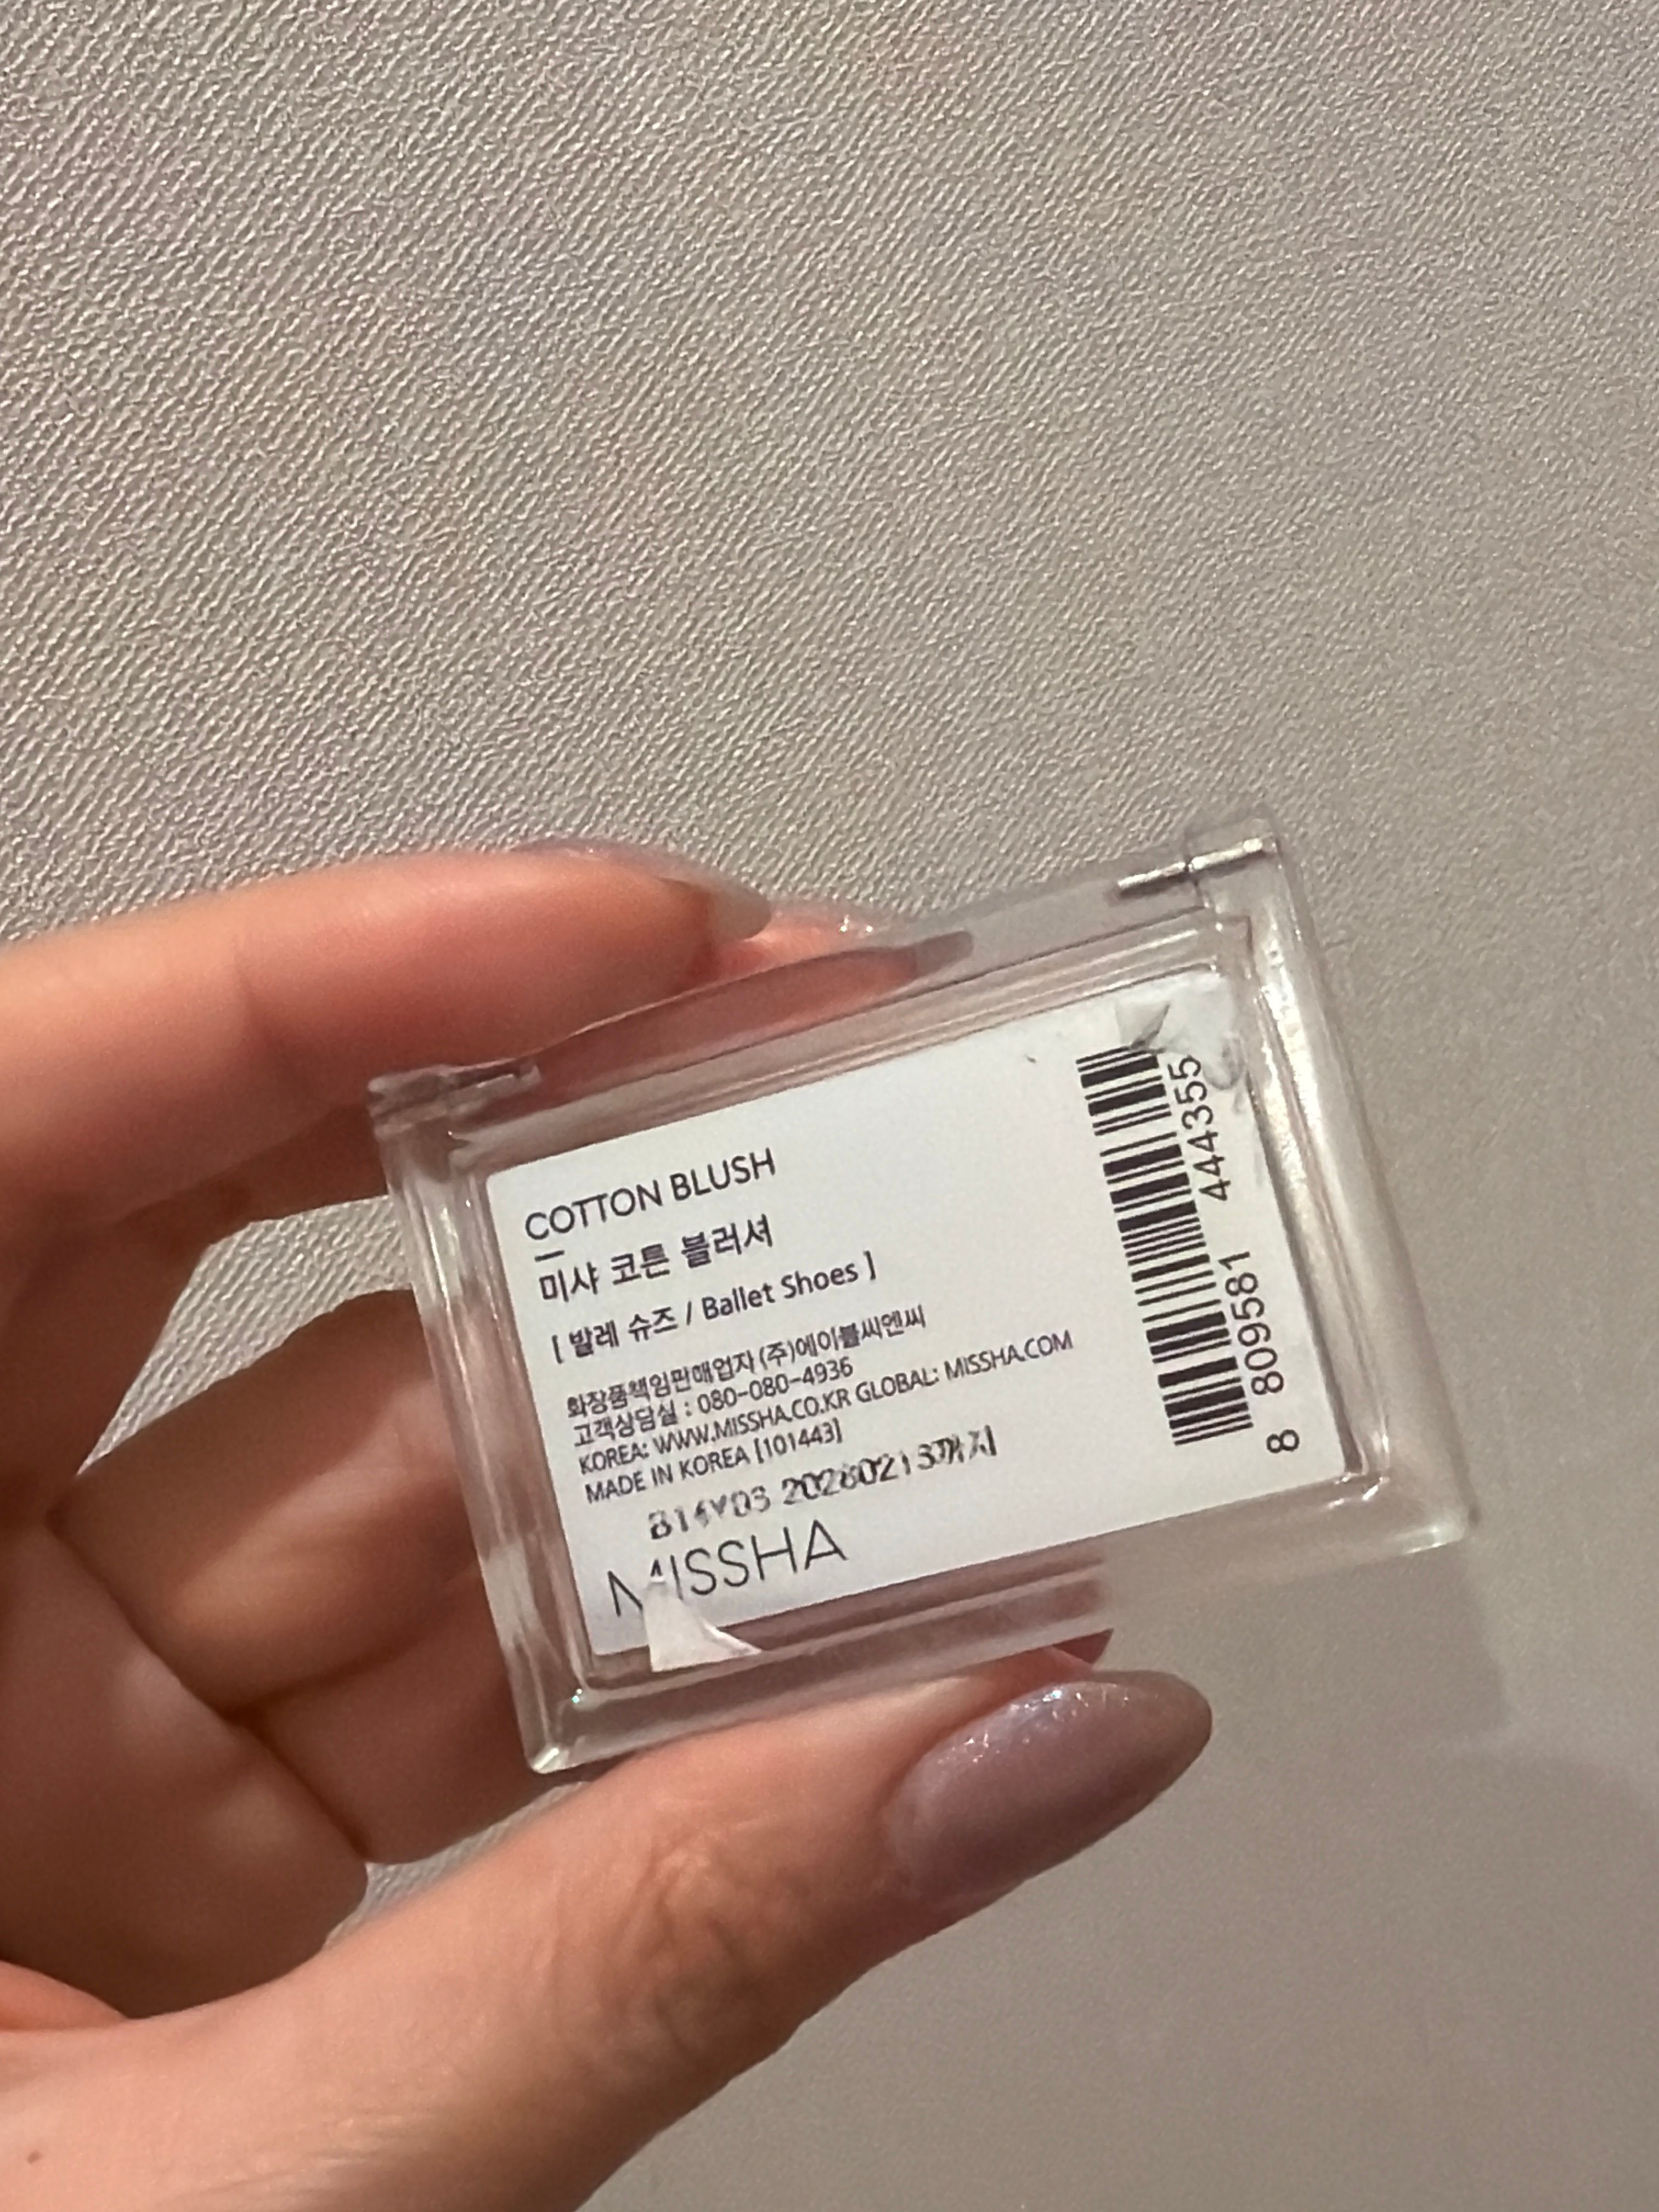 COTTON BLUSH
미샤 코튼 블러셔
[ 발레 슈즈 / Ballet Shoes ]
화장품책임판매업자 (주)에이블씨엔씨
고객상담실 : 080-080-4936
KOREA: WWW.MISSHA.CO.KR GLOBAL: MISSHA.COM
MADE IN KOREA [101443]
20260213까지
MISSHA
8 809581 444355